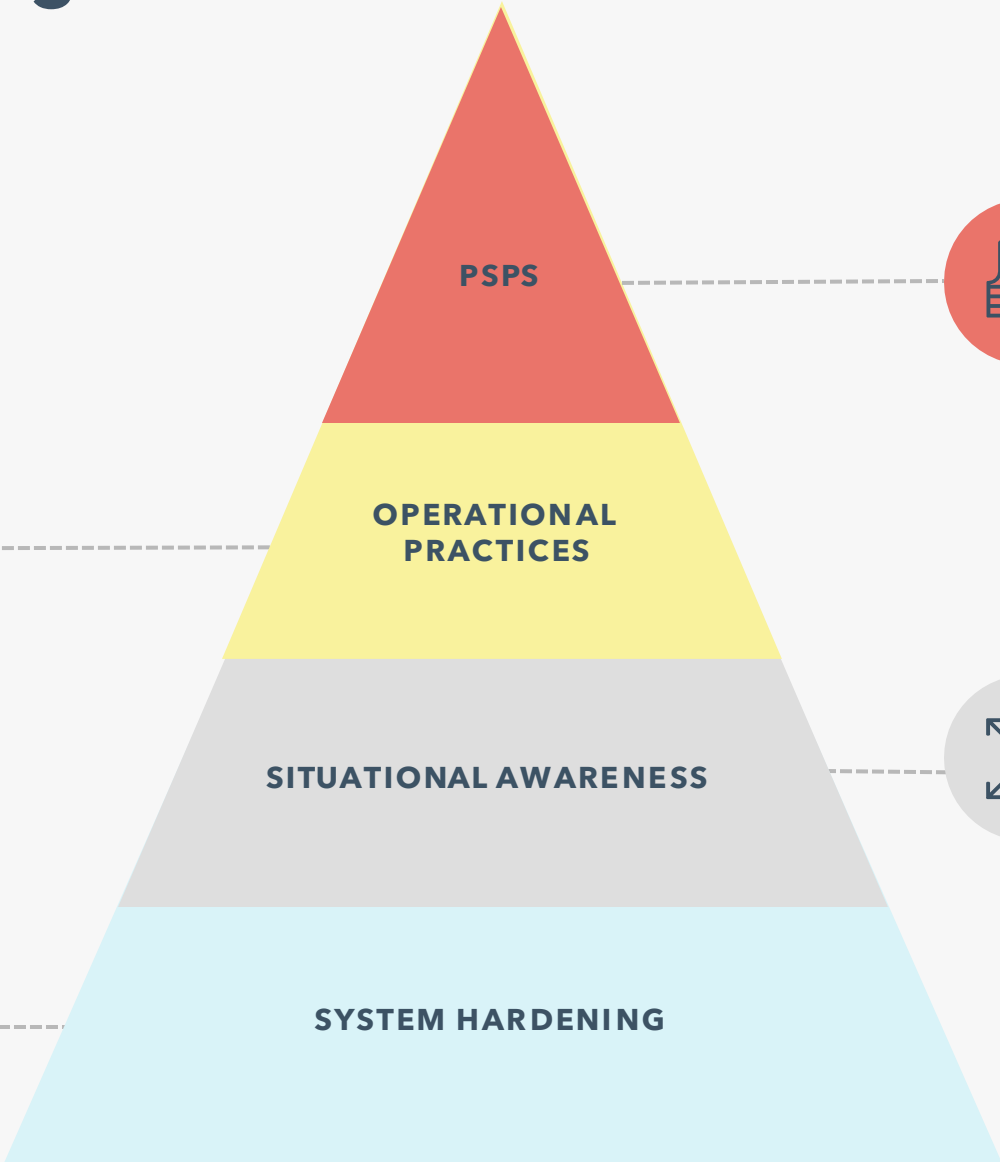 PSPS
OPERATIONAL
PRACTICES
SITUATIONAL AWARENESS
SYSTEM HARDENING